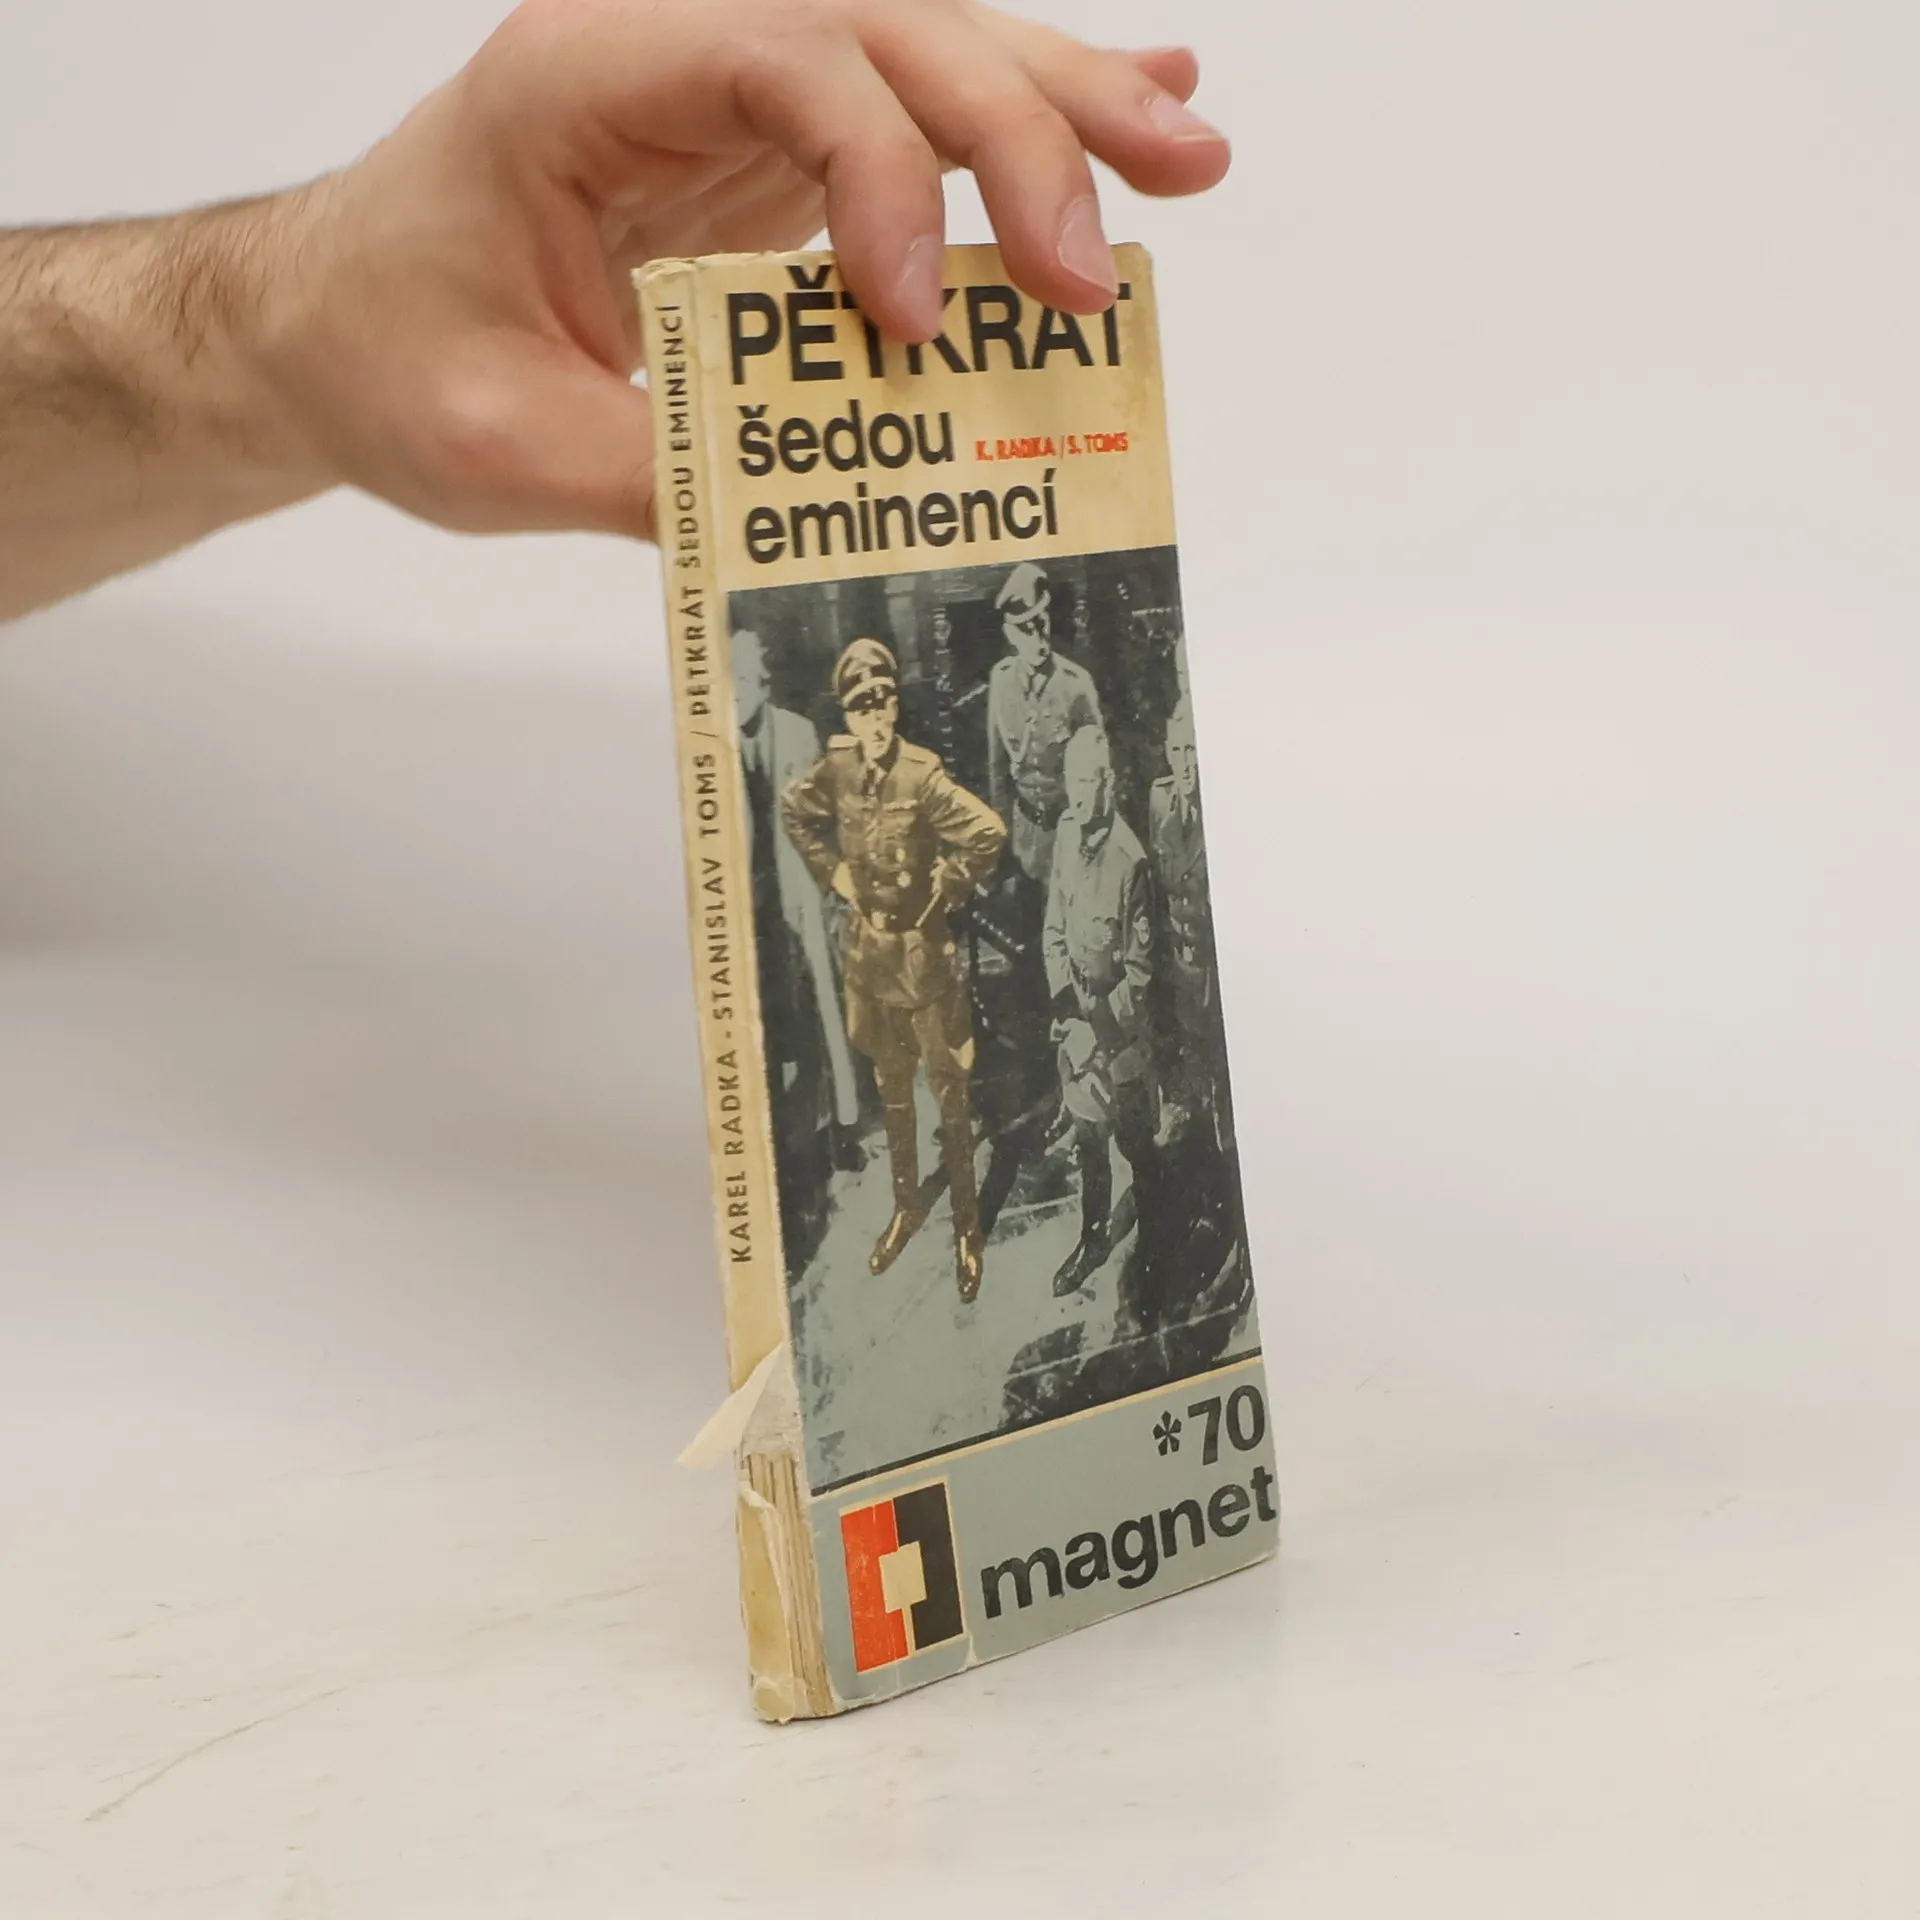 PĚTKRÁT
šedou
K. RADKA/S. TOMS
eminencí
*70
magnet
KAREL RADKA - STANISLAV TOMS / PĚTKRÁT ŠEDOU EMINENCÍ